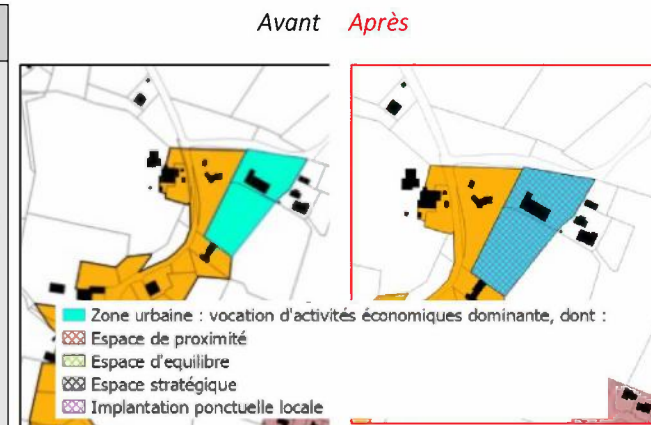 Avant Après
Zone urbaine : vocation d'activités économiques dominante, dont :
Espace de proximité
Espace d'equilibre
Espace stratégique
Implantation ponctuelle locale